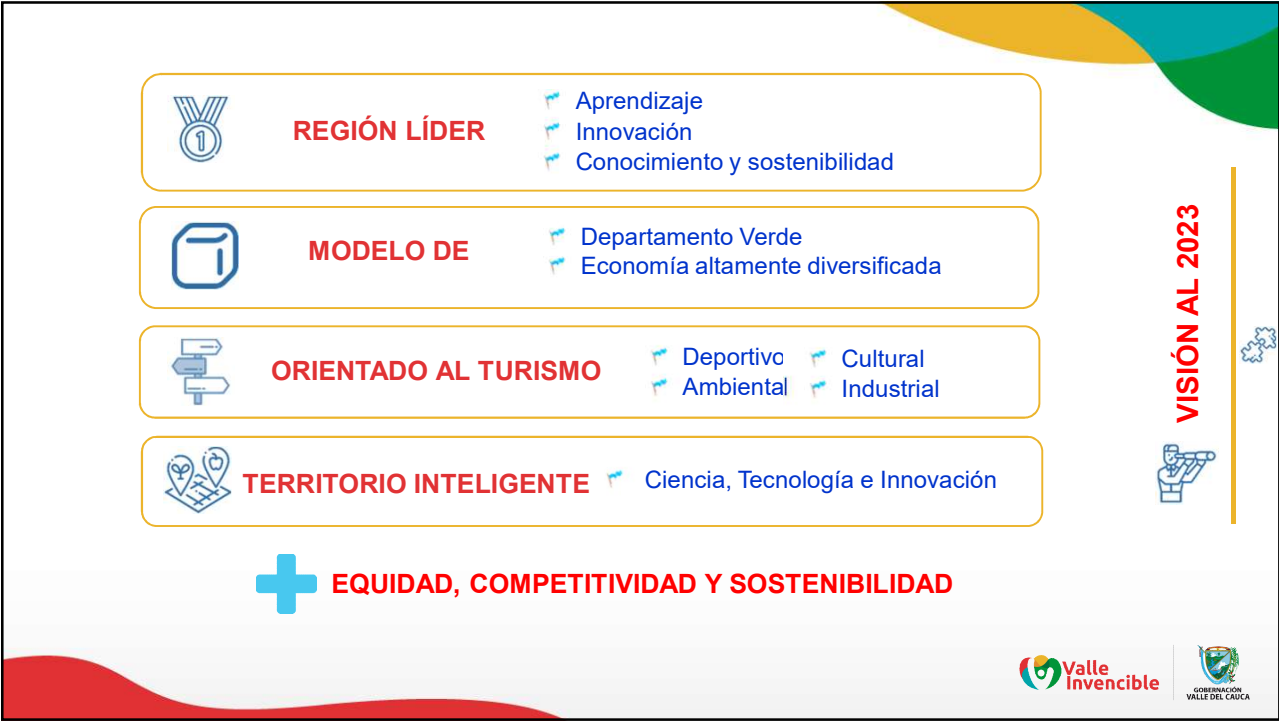 REGIÓN LÍDER
Aprendizaje
Innovación
Conocimiento y sostenibilidad
MODELO DE
Departamento Verde
Economía altamente diversificada
ORIENTADO AL TURISMO
Deportivo
Ambiental
Cultural
Industrial
TERRITORIO INTELIGENTE
Ciencia, Tecnología e Innovación
EQUIDAD, COMPETITIVIDAD Y SOSTENIBILIDAD
VISIÓN AL 2023
1
Valle
Invencible
GOBERNACIÓN
VALLE DEL CAUCA